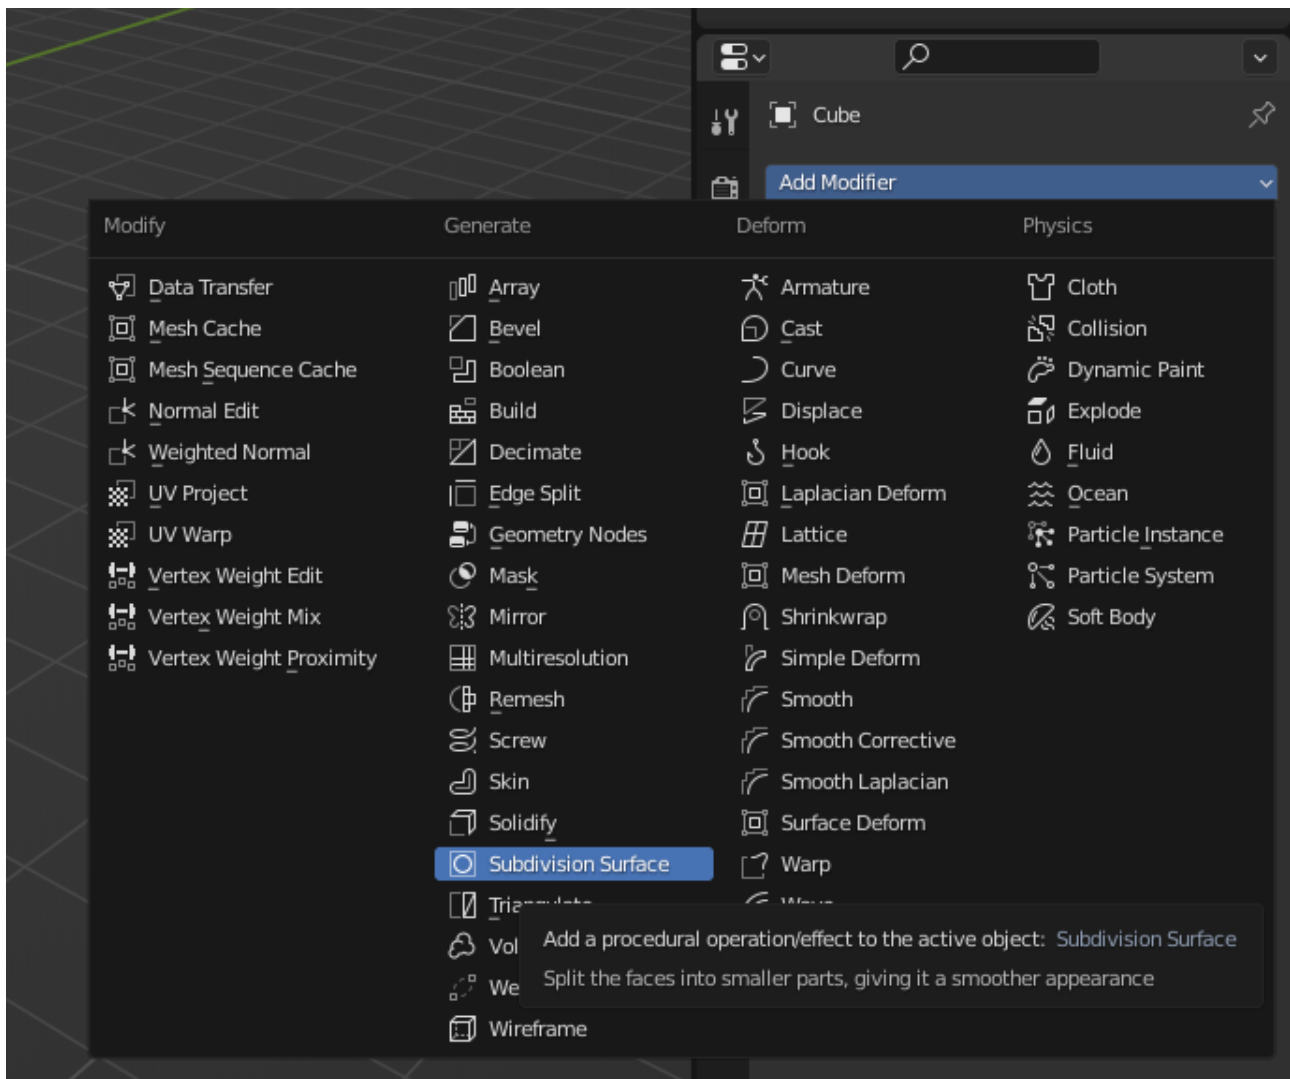 Cube
Add Modifier
Modify
Data Transfer
Mesh Cache
Mesh Sequence Cache
Normal Edit
Weighted Normal
UV Project
UV Warp
Vertex Weight Edit
Vertex Weight Mix
Vertex Weight Proximity
Generate
Array
Bevel
Boolean
Build
Decimate
Edge Split
Geometry Nodes
Mask
Mirror
Multiresolution
Remesh
Screw
Skin
Solidify
Subdivision Surface
Triangulate
Vol
We
Wireframe
Deform
Armature
Cast
Curve
Displace
Hook
Laplacian Deform
Lattice
Mesh Deform
Shrinkwrap
Simple Deform
Smooth
Smooth Corrective
Smooth Laplacian
Surface Deform
Warp
Wave
Physics
Cloth
Collision
Dynamic Paint
Explode
Fluid
Ocean
Particle Instance
Particle System
Soft Body
Add a procedural operation/effect to the active object: Subdivision Surface
Split the faces into smaller parts, giving it a smoother appearance